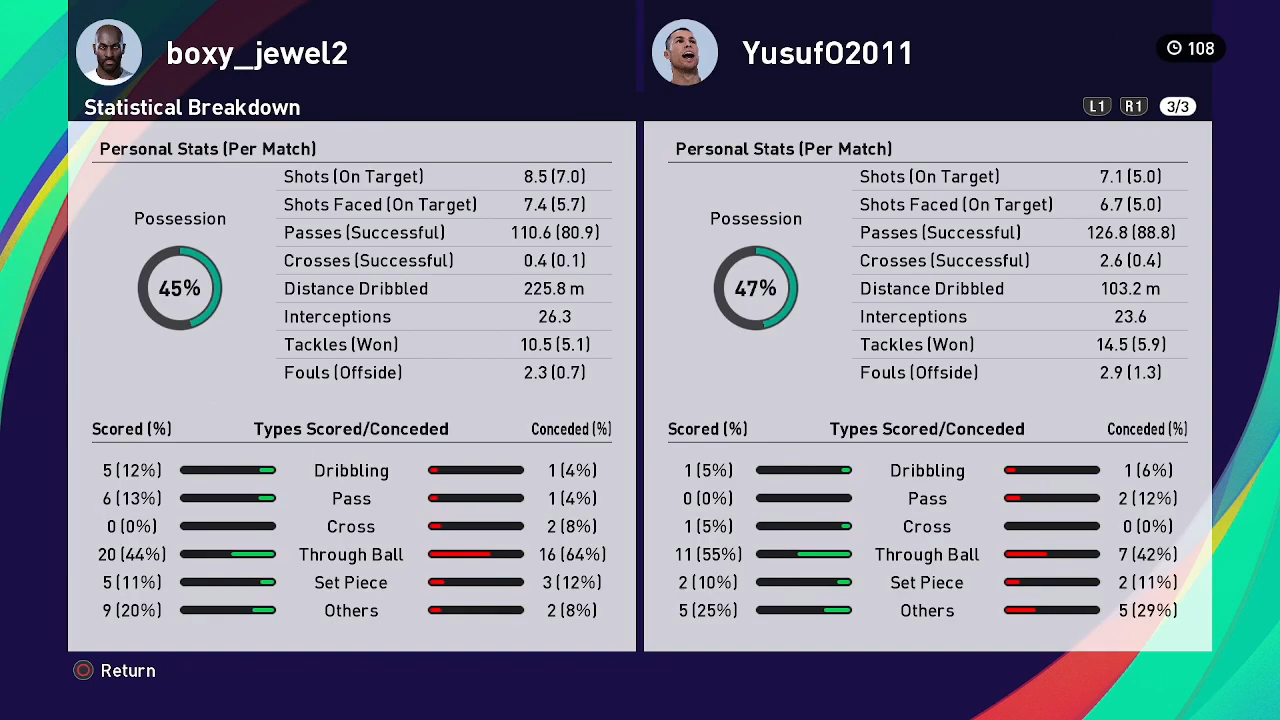 boxy_jewel2
YusufO2011
108
Statistical Breakdown
L1 R1 3/3
Personal Stats (Per Match)
Possession
45%
Shots (On Target) 8.5 (7.0)
Shots Faced (On Target) 7.4 (5.7)
Passes (Successful) 110.6 (80.9)
Crosses (Successful) 0.4 (0.1)
Distance Dribbled 225.8 m
Interceptions 26.3
Tackles (Won) 10.5 (5.1)
Fouls (Offside) 2.3 (0.7)
Scored (%) Types Scored/Conceded Conceded (%)
5 (12%) Dribbling 1 (4%)
6 (13%) Pass 1 (4%)
0 (0%) Cross 2 (8%)
20 (44%) Through Ball 16 (64%)
5 (11%) Set Piece 3 (12%)
9 (20%) Others 2 (8%)
Personal Stats (Per Match)
Possession
47%
Shots (On Target) 7.1 (5.0)
Shots Faced (On Target) 6.7 (5.0)
Passes (Successful) 126.8 (88.8)
Crosses (Successful) 2.6 (0.4)
Distance Dribbled 103.2 m
Interceptions 23.6
Tackles (Won) 14.5 (5.9)
Fouls (Offside) 2.9 (1.3)
Scored (%) Types Scored/Conceded Conceded (%)
1 (5%) Dribbling 1 (6%)
0 (0%) Pass 2 (12%)
1 (5%) Cross 0 (0%)
11 (55%) Through Ball 7 (42%)
2 (10%) Set Piece 2 (11%)
5 (25%) Others 5 (29%)
Return